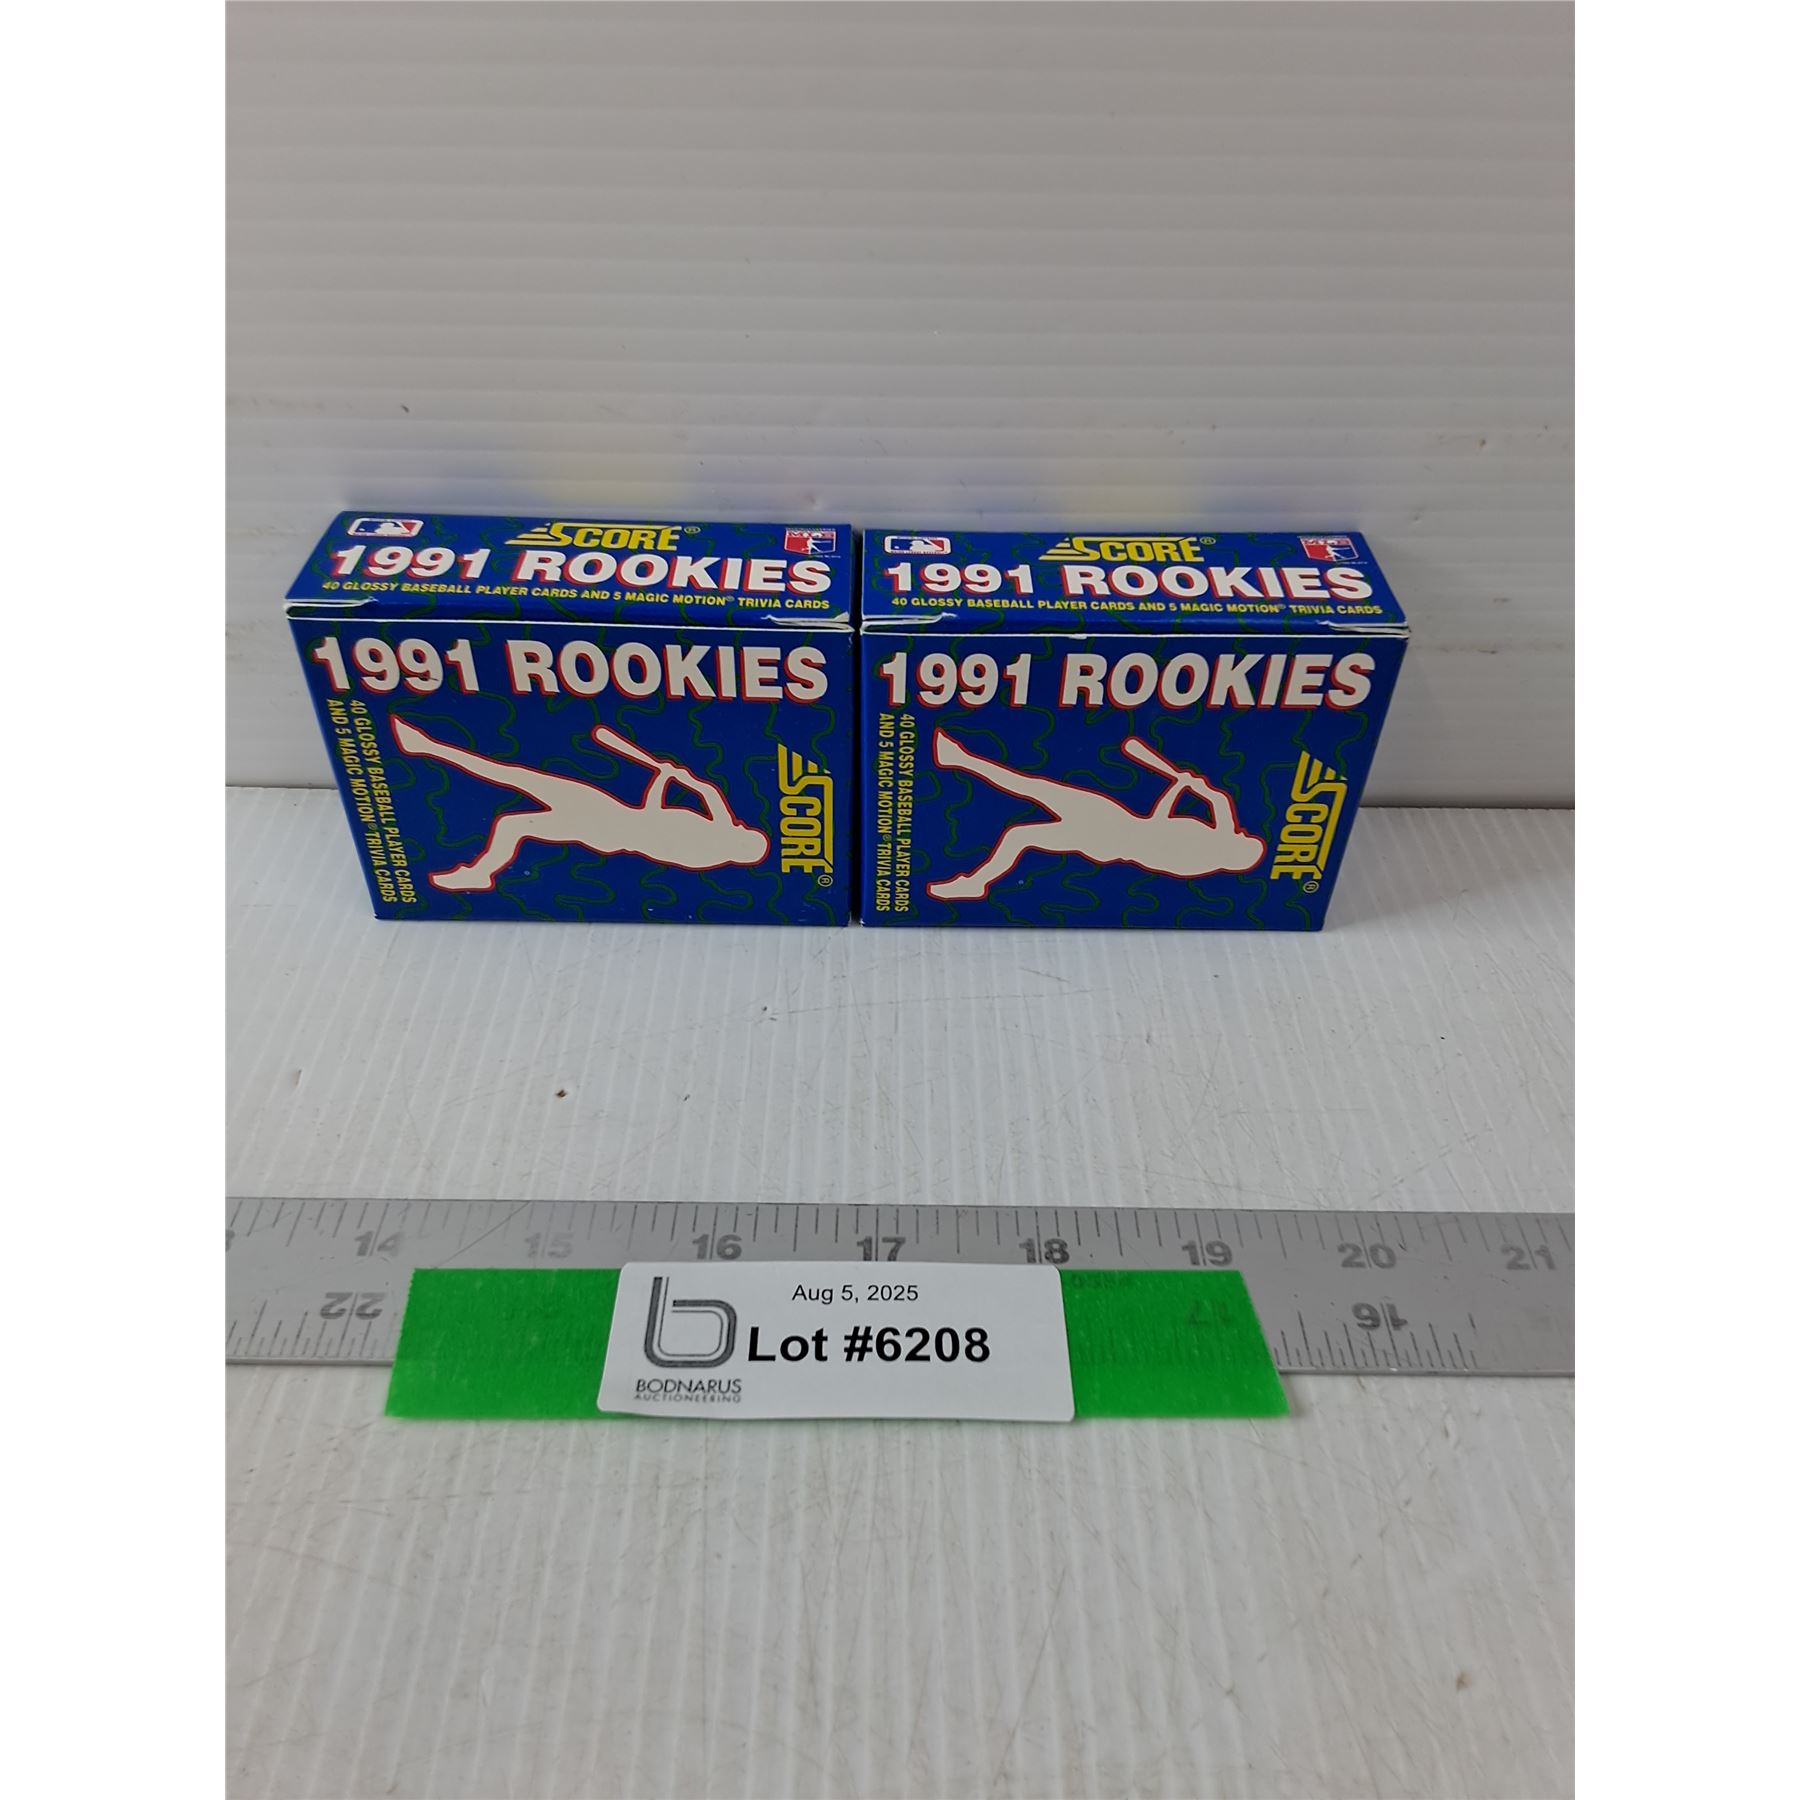 SCORE®
1991 ROOKIES
40 GLOSSY BASEBALL PLAYER CARDS AND 5 MAGIC MOTION® TRIVIA CARDS
1991 ROOKIES
40 GLOSSY BASEBALL PLAYER CARDS
AND 5 MAGIC MOTION® TRIVIA CARDS
SCORE®
SCORE®
1991 ROOKIES
40 GLOSSY BASEBALL PLAYER CARDS AND 5 MAGIC MOTION® TRIVIA CARDS
1991 ROOKIES
40 GLOSSY BASEBALL PLAYER CARDS
AND 5 MAGIC MOTION® TRIVIA CARDS
SCORE®
14 15 16 17 18 19 20 21
22 17 16
Aug 5, 2025
Lot #6208
BODNARUS
AUCTIONEERING